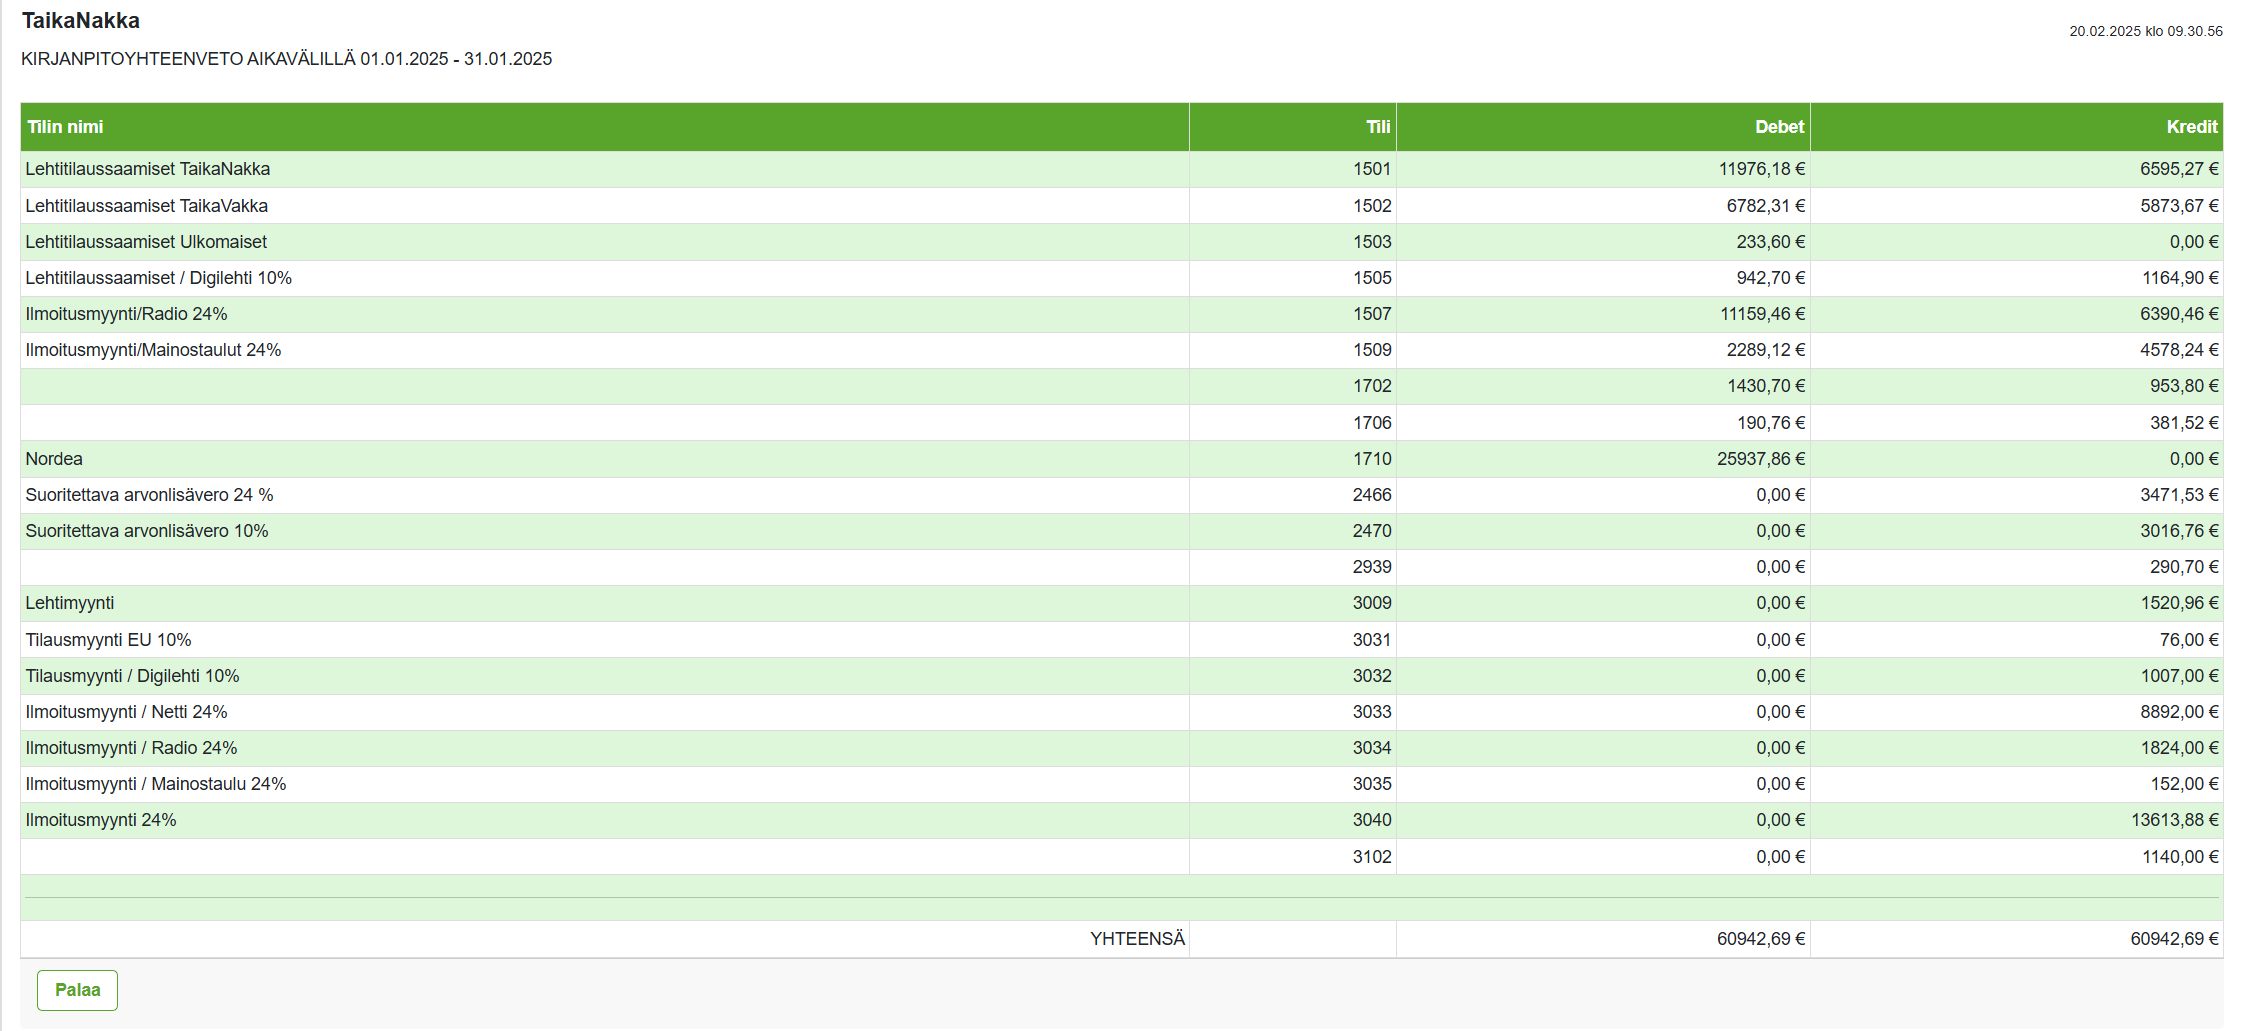 TaikaNakka
20.02.2025 klo 09.30.56
KIRJANPITOYHTEENVETO AIKAVÄLILLÄ 01.01.2025 - 31.01.2025
Tilin nimi Tili Debet Kredit
Lehtitilaussaamiset TaikaNakka 1501 11976,18 € 6595,27 €
Lehtitilaussaamiset TaikaVakka 1502 6782,31 € 5873,67 €
Lehtitilaussaamiset Ulkomaiset 1503 233,60 € 0,00 €
Lehtitilaussaamiset / Digilehti 10% 1505 942,70 € 1164,90 €
Ilmoitusmyynti/Radio 24% 1507 11159,46 € 6390,46 €
Ilmoitusmyynti/Mainostaulut 24% 1509 2289,12 € 4578,24 €
1702 1430,70 € 953,80 €
1706 190,76 € 381,52 €
Nordea 1710 25937,86 € 0,00 €
Suoritettava arvonlisävero 24 % 2466 0,00 € 3471,53 €
Suoritettava arvonlisävero 10% 2470 0,00 € 3016,76 €
2939 0,00 € 290,70 €
Lehtimyynti 3009 0,00 € 1520,96 €
Tilausmyynti EU 10% 3031 0,00 € 76,00 €
Tilausmyynti / Digilehti 10% 3032 0,00 € 1007,00 €
Ilmoitusmyynti / Netti 24% 3033 0,00 € 8892,00 €
Ilmoitusmyynti / Radio 24% 3034 0,00 € 1824,00 €
Ilmoitusmyynti / Mainostaulu 24% 3035 0,00 € 152,00 €
Ilmoitusmyynti 24% 3040 0,00 € 13613,88 €
3102 0,00 € 1140,00 €
YHTEENSÄ 60942,69 € 60942,69 €
Palaa